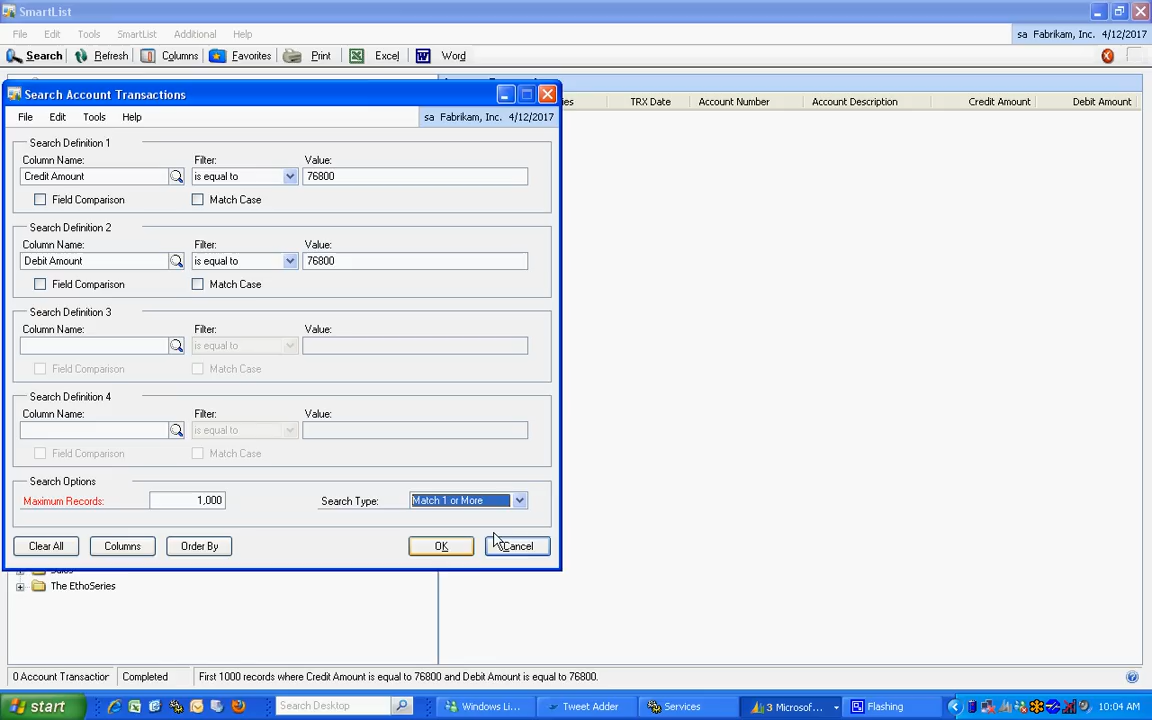 SmartList
File Edit Tools SmartList Additional Help sa Fabrikam, Inc. 4/12/2017
Search Refresh Columns Favorites Print Excel Word
Search Account Transactions
TRX Date Account Number Account Description Credit Amount Debit Amount
File Edit Tools Help sa Fabrikam, Inc. 4/12/2017
Search Definition 1
Column Name: Filter: Value:
Credit Amount is equal to 76800
Field Comparison Match Case
Search Definition 2
Column Name: Filter: Value:
Debit Amount is equal to 76800
Field Comparison Match Case
Search Definition 3
Column Name: Filter: Value:
is equal to
Field Comparison Match Case
Search Definition 4
Column Name: Filter: Value:
is equal to
Field Comparison Match Case
Search Options
Maximum Records: 1,000 Search Type: Match 1 or More
Clear All Columns Order By OK Cancel
The EthoSeries
0 Account Transaction Completed First 1000 records where Credit Amount is equal to 76800 and Debit Amount is equal to 76800.
start Search Desktop Windows Li... Tweet Adder Services 3 Microsof... Flashing 10:04 AM